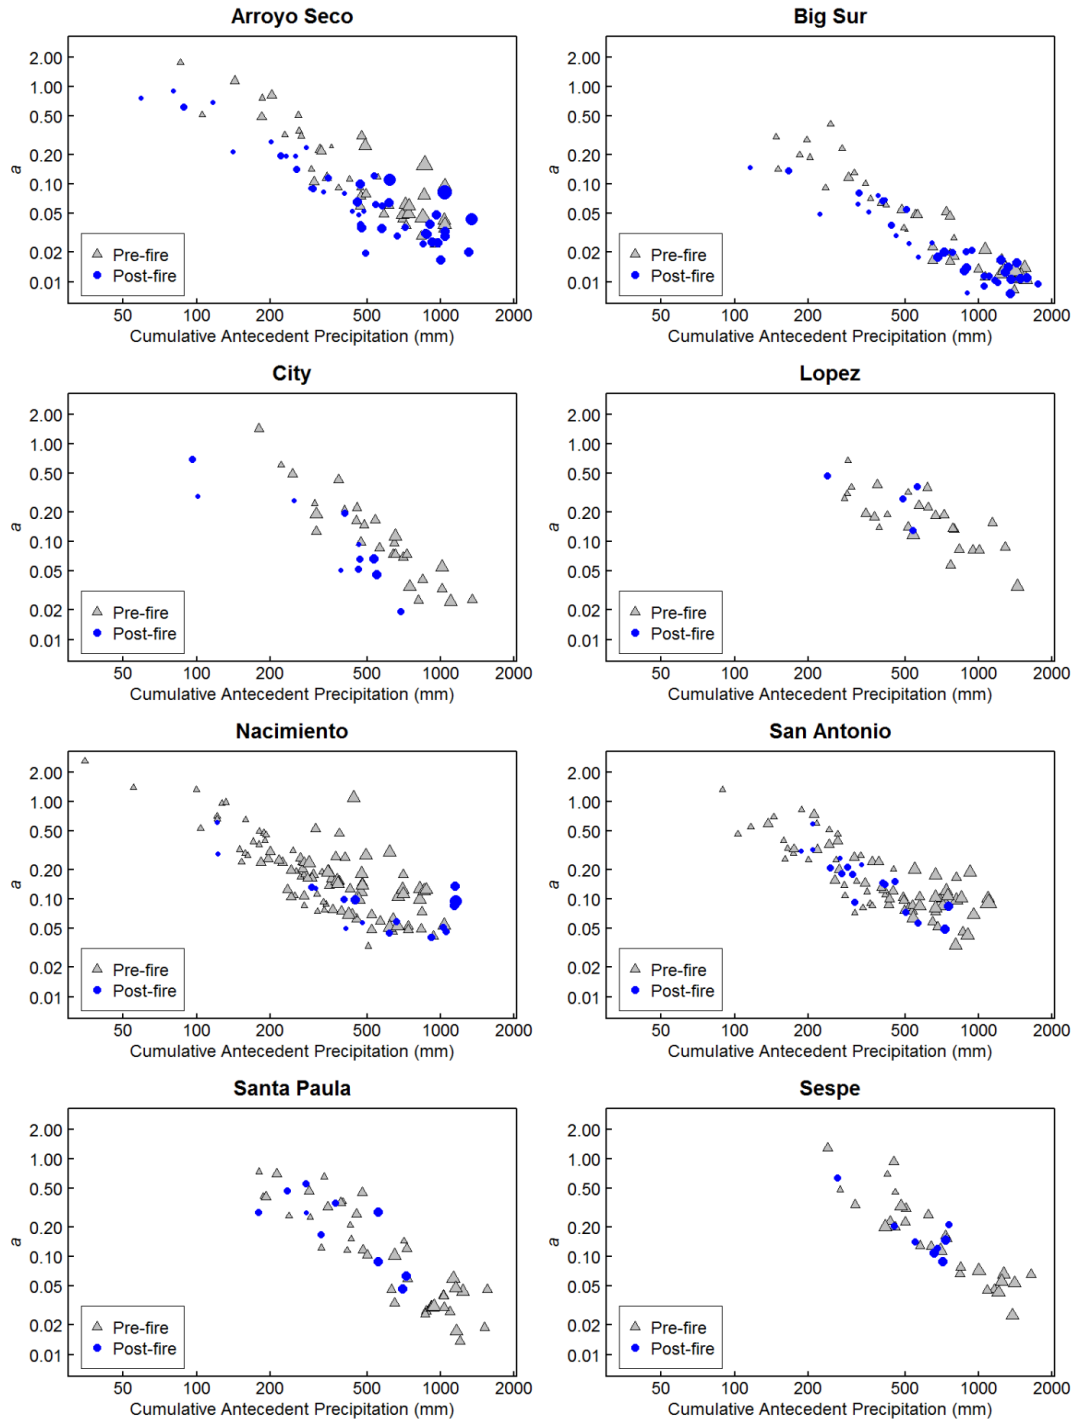 Arroyo Seco
2.00
1.00
0.50
0.20
0.10
0.05
0.02
0.01
a
Pre-fire
Post-fire
50 100 200 500 1000 2000
Cumulative Antecedent Precipitation (mm)
Big Sur
2.00
1.00
0.50
0.20
0.10
0.05
0.02
0.01
a
Pre-fire
Post-fire
50 100 200 500 1000 2000
Cumulative Antecedent Precipitation (mm)
City
2.00
1.00
0.50
0.20
0.10
0.05
0.02
0.01
a
Pre-fire
Post-fire
50 100 200 500 1000 2000
Cumulative Antecedent Precipitation (mm)
Lopez
2.00
1.00
0.50
0.20
0.10
0.05
0.02
0.01
a
Pre-fire
Post-fire
50 100 200 500 1000 2000
Cumulative Antecedent Precipitation (mm)
Nacimiento
2.00
1.00
0.50
0.20
0.10
0.05
0.02
0.01
a
Pre-fire
Post-fire
50 100 200 500 1000 2000
Cumulative Antecedent Precipitation (mm)
San Antonio
2.00
1.00
0.50
0.20
0.10
0.05
0.02
0.01
a
Pre-fire
Post-fire
50 100 200 500 1000 2000
Cumulative Antecedent Precipitation (mm)
Santa Paula
2.00
1.00
0.50
0.20
0.10
0.05
0.02
0.01
a
Pre-fire
Post-fire
50 100 200 500 1000 2000
Cumulative Antecedent Precipitation (mm)
Sespe
2.00
1.00
0.50
0.20
0.10
0.05
0.02
0.01
a
Pre-fire
Post-fire
50 100 200 500 1000 2000
Cumulative Antecedent Precipitation (mm)